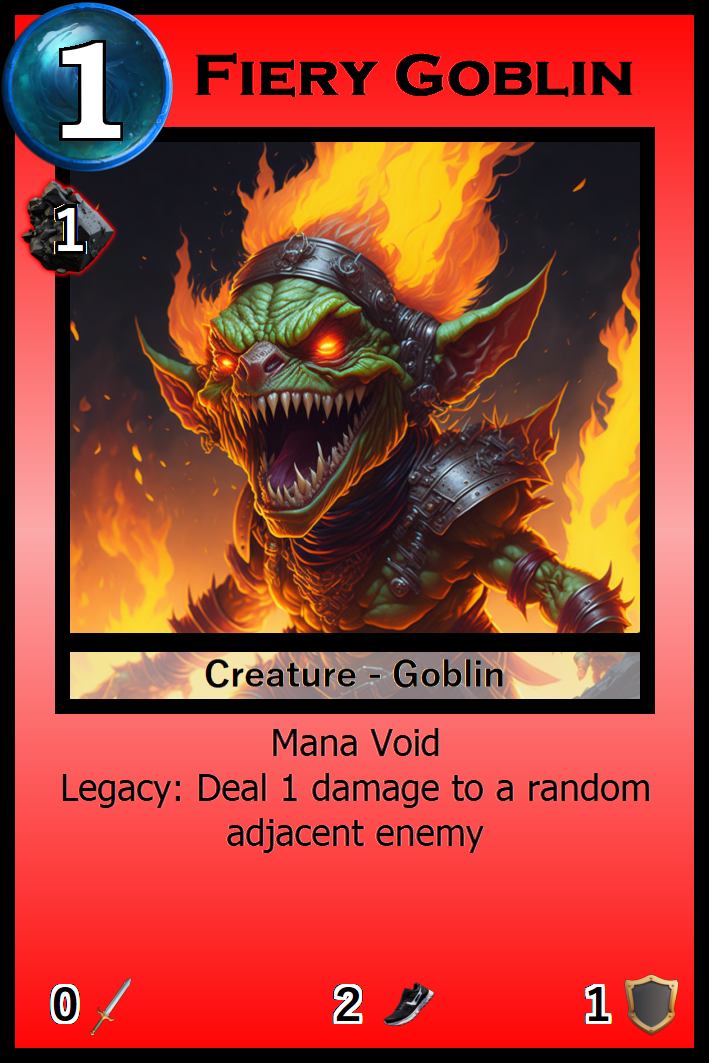 1
Fiery Goblin
1
Creature - Goblin
Mana Void
Legacy: Deal 1 damage to a random
adjacent enemy
0
2
1